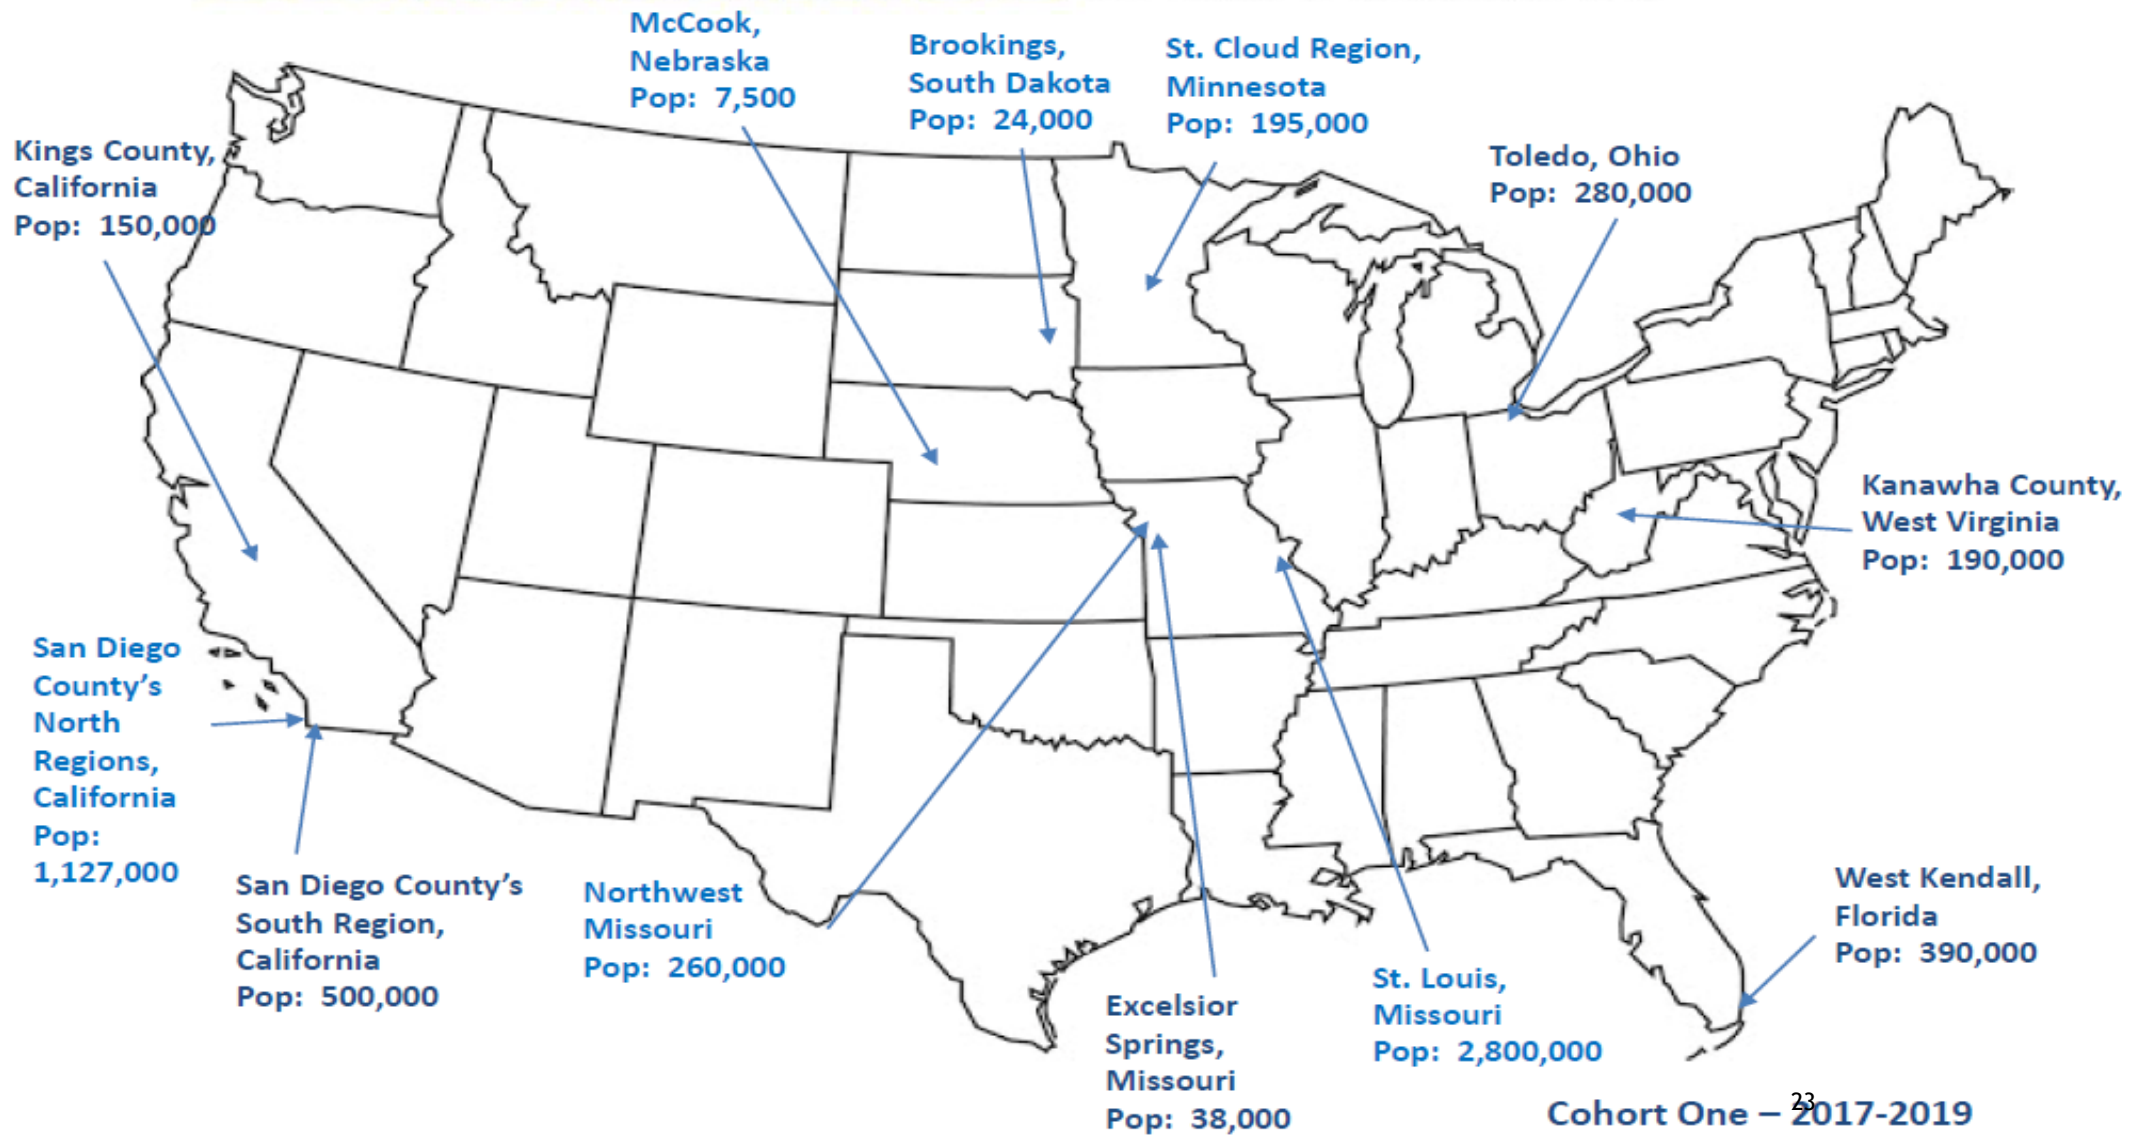 McCook,
Nebraska
Pop: 7,500
Brookings,
South Dakota
Pop: 24,000
St. Cloud Region,
Minnesota
Pop: 195,000
Kings County,
California
Pop: 150,000
Toledo, Ohio
Pop: 280,000
Kanawha County,
West Virginia
Pop: 190,000
San Diego
County's
North
Regions,
California
Pop:
1,127,000
San Diego County's
South Region,
California
Pop: 500,000
Northwest
Missouri
Pop: 260,000
Excelsior
Springs,
Missouri
Pop: 38,000
St. Louis,
Missouri
Pop: 2,800,000
West Kendall,
Florida
Pop: 390,000
23
Cohort One – 2017-2019